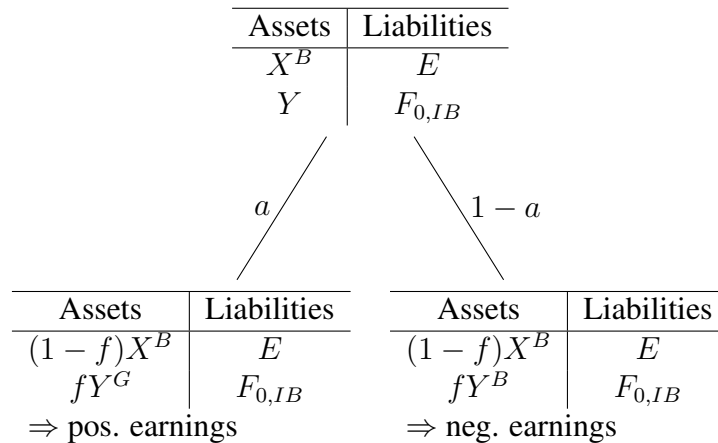 Assets Liabilities
X^B E
Y F_{0,IB}
a 1 − a
Assets Liabilities Assets Liabilities
(1 − f)X^B E (1 − f)X^B E
fY^G F_{0,IB} fY^B F_{0,IB}
⇒ pos. earnings ⇒ neg. earnings